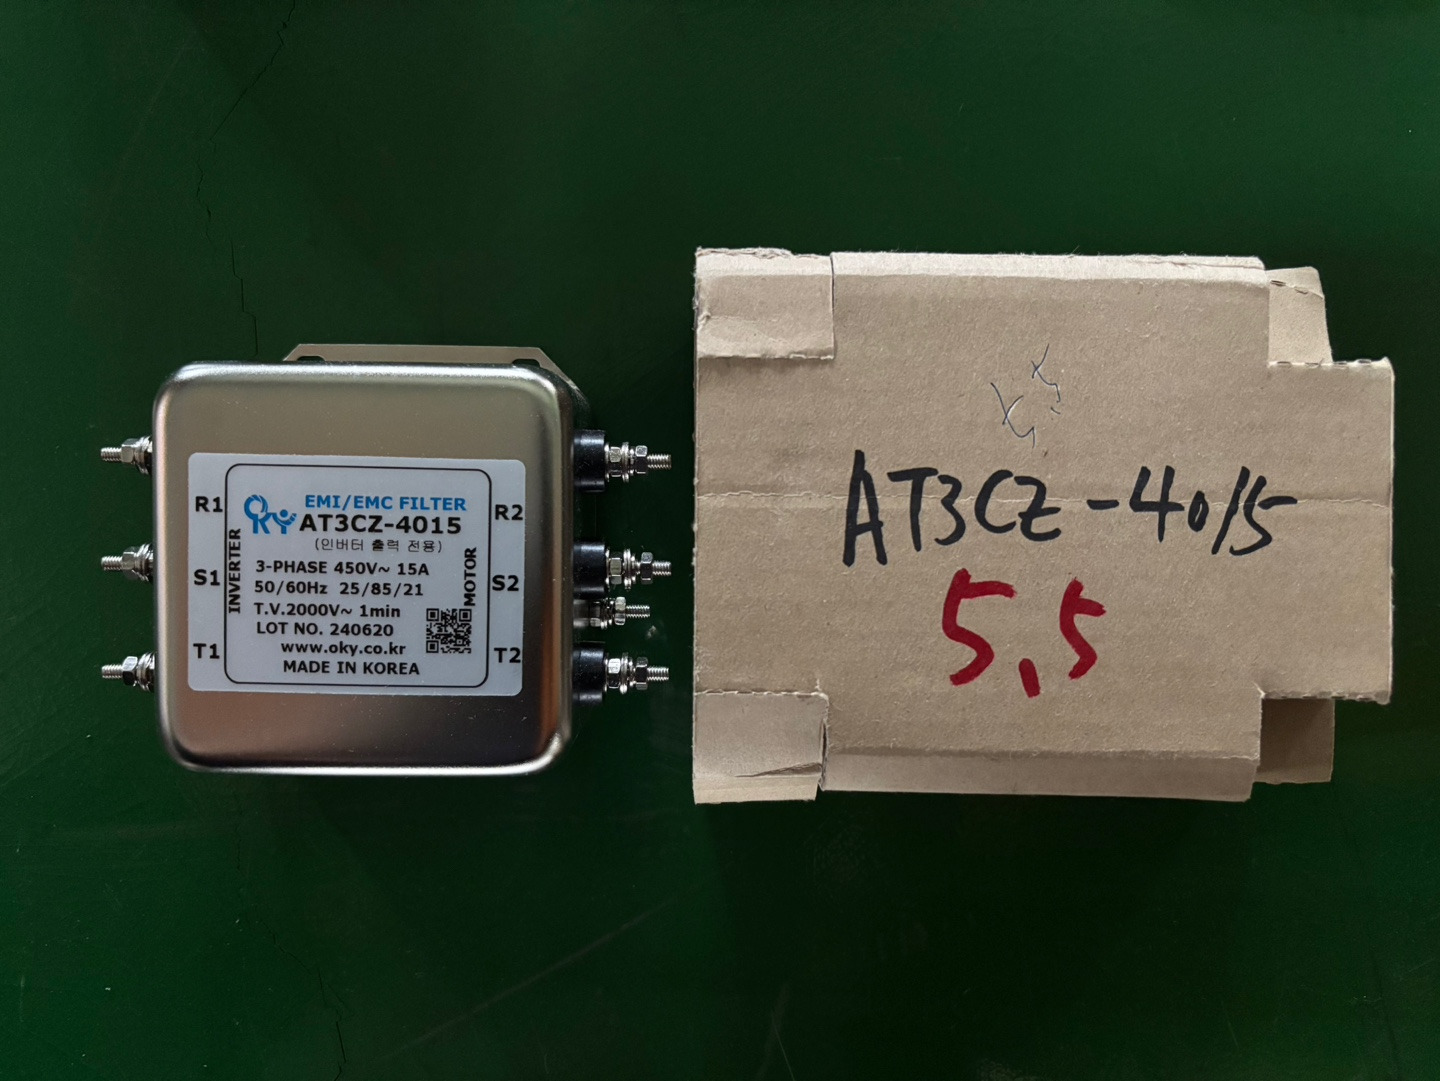 R1
S1
T1
INVERTER
OKY
EMI/EMC FILTER
AT3CZ-4015
(인버터 출력 전용)
3-PHASE 450V~ 15A
50/60Hz 25/85/21
T.V.2000V~ 1min
LOT NO. 240620
www.oky.co.kr
MADE IN KOREA
MOTOR
R2
S2
T2
AT3CZ-4015
5.5